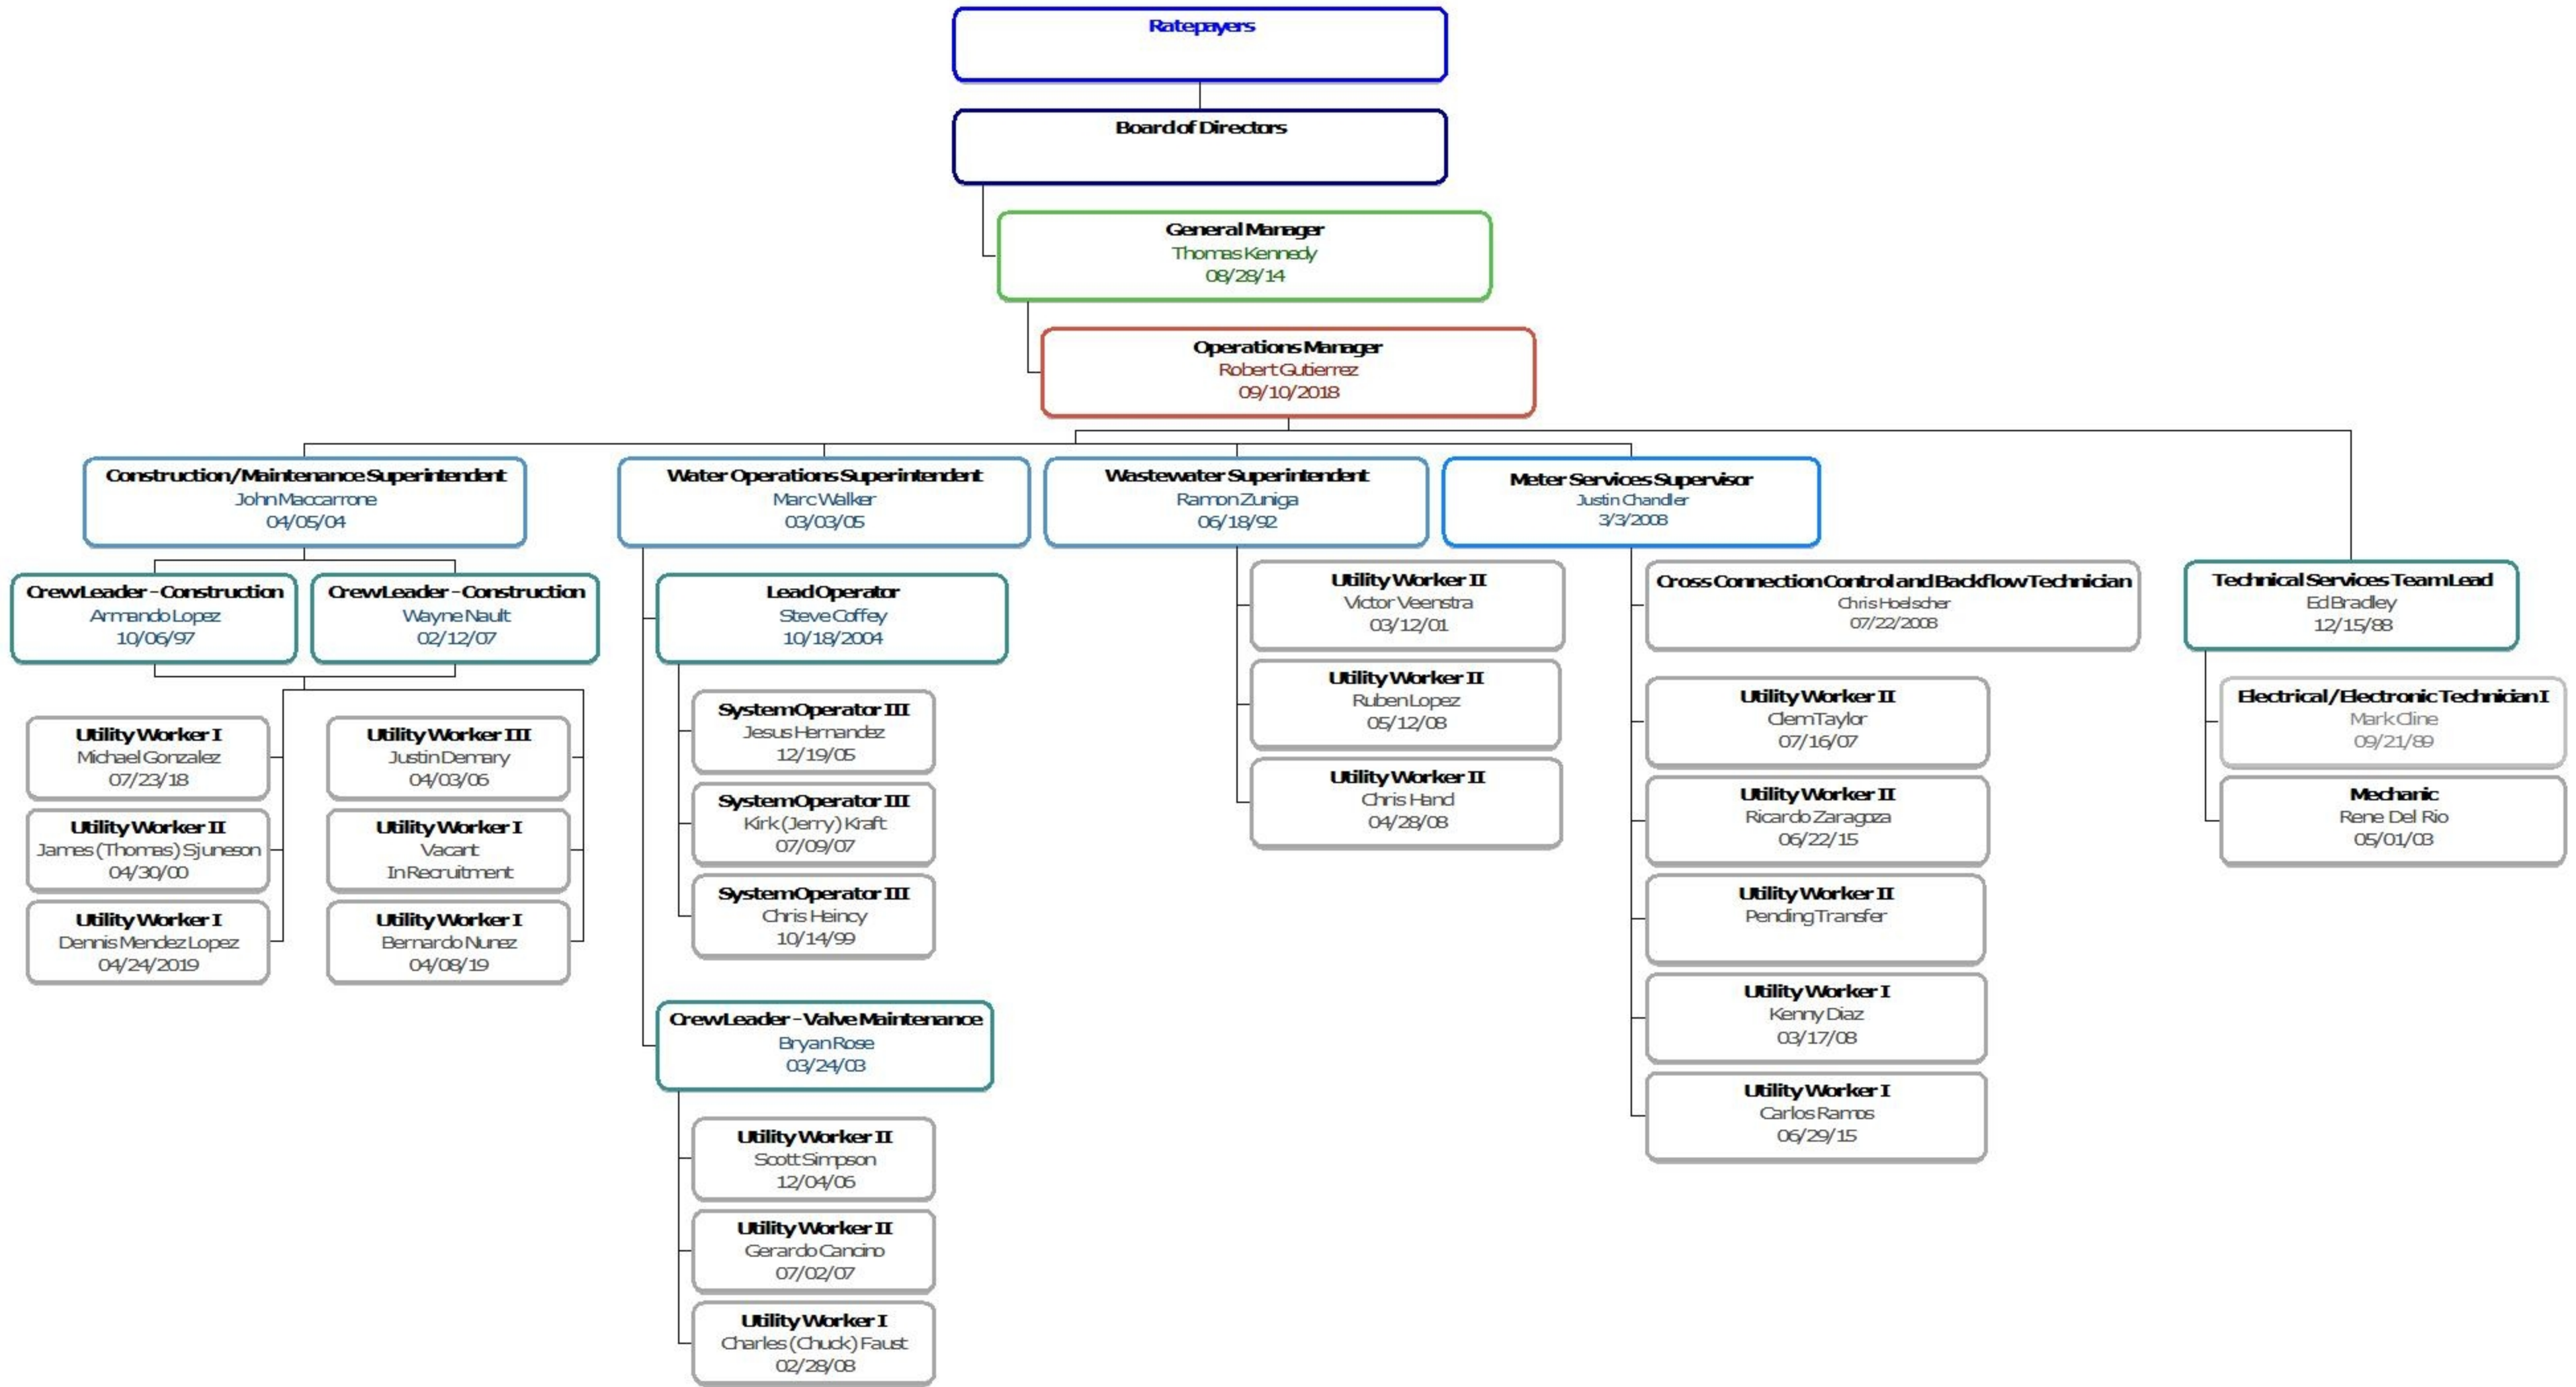 Ratepayers
Board of Directors
General Manager
Thomas Kennedy
08/28/14
Operations Manager
Robert Gutierrez
09/10/2018
Construction/Maintenance Superintendent
John Maccarrone
04/05/04
Water Operations Superintendent
Marc Walker
03/03/05
Wastewater Superintendent
Ramon Zuniga
06/18/92
Meter Services Supervisor
Justin Chandler
3/3/2008
Crew Leader - Construction
Armando Lopez
10/06/97
Crew Leader - Construction
Wayne Nault
02/12/07
Utility Worker I
Michael Gonzalez
07/23/18
Utility Worker II
James (Thomas) Sjuneson
04/30/00
Utility Worker I
Dennis Mendez Lopez
04/24/2019
Utility Worker III
Justin Demary
04/03/06
Utility Worker I
Vacant
In Recruitment
Utility Worker I
Bernardo Nunez
04/08/19
Lead Operator
Steve Coffey
10/18/2004
System Operator III
Jesus Hernandez
12/19/05
System Operator III
Kirk (Jerry) Kraft
07/09/07
System Operator III
Chris Heincy
10/14/99
Crew Leader - Valve Maintenance
Bryan Rose
03/24/03
Utility Worker II
Scott Simpson
12/04/06
Utility Worker II
Gerardo Cancino
07/02/07
Utility Worker I
Charles (Chuck) Faust
02/28/08
Utility Worker II
Victor Veenstra
03/12/01
Utility Worker II
Ruben Lopez
05/12/08
Utility Worker II
Chris Hand
04/28/08
Cross Connection Control and Backflow Technician
Chris Hoelscher
07/22/2008
Utility Worker II
Clem Taylor
07/16/07
Utility Worker II
Ricardo Zaragoza
06/22/15
Utility Worker II
Pending Transfer
Utility Worker I
Kenny Diaz
03/17/08
Utility Worker I
Carlos Ramos
06/29/15
Technical Services Team Lead
Ed Bradley
12/15/88
Electrical/Electronic Technician I
Mark Cline
09/21/89
Mechanic
Rene Del Rio
05/01/03